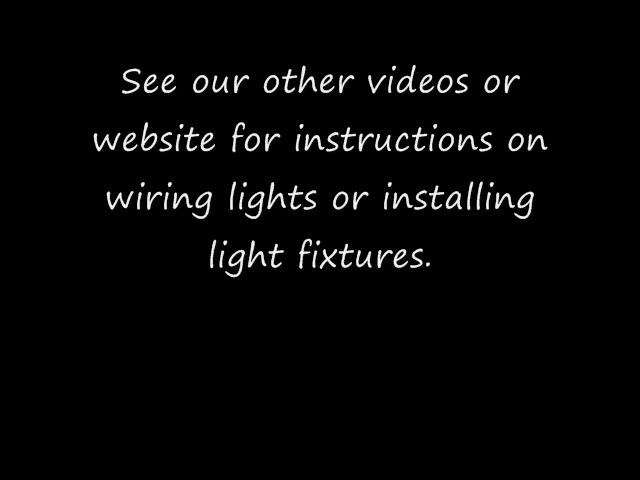 See our other videos or
website for instructions on
wiring lights or installing
light fixtures.